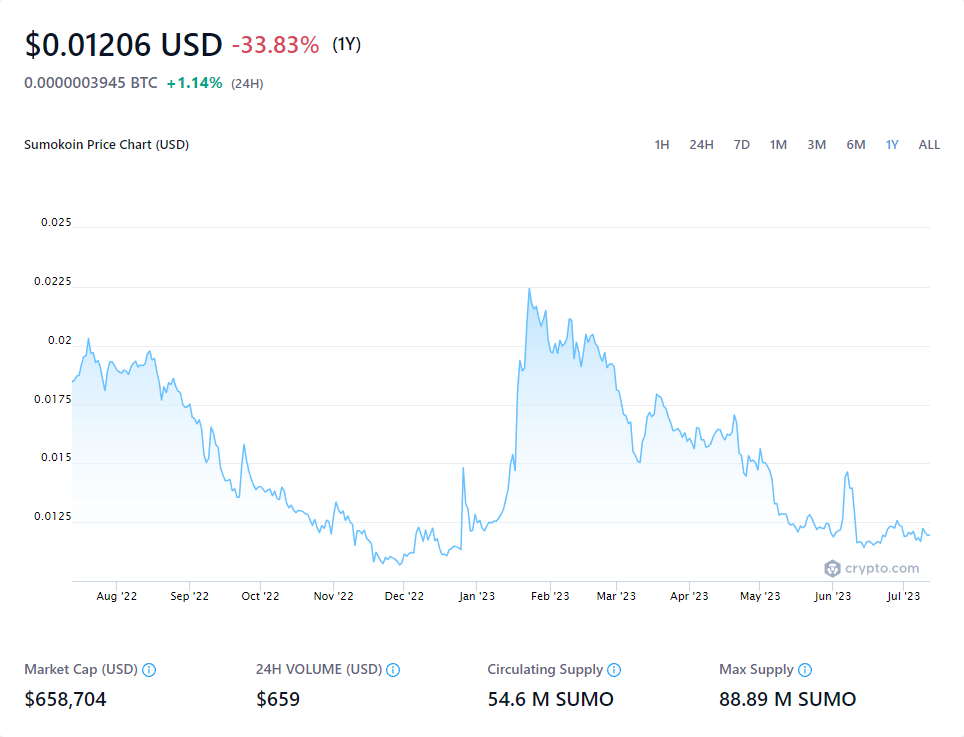 $0.01206 USD -33.83% (1Y)
0.0000003945 BTC +1.14% (24H)
Sumokoin Price Chart (USD) 1H 24H 7D 1M 3M 6M 1Y ALL
0.025
0.0225
0.02
0.0175
0.015
0.0125
crypto.com
Aug '22 Sep '22 Oct '22 Nov '22 Dec '22 Jan '23 Feb '23 Mar '23 Apr '23 May '23 Jun '23 Jul '23
Market Cap (USD) 24H VOLUME (USD) Circulating Supply Max Supply
$658,704 $659 54.6 M SUMO 88.89 M SUMO